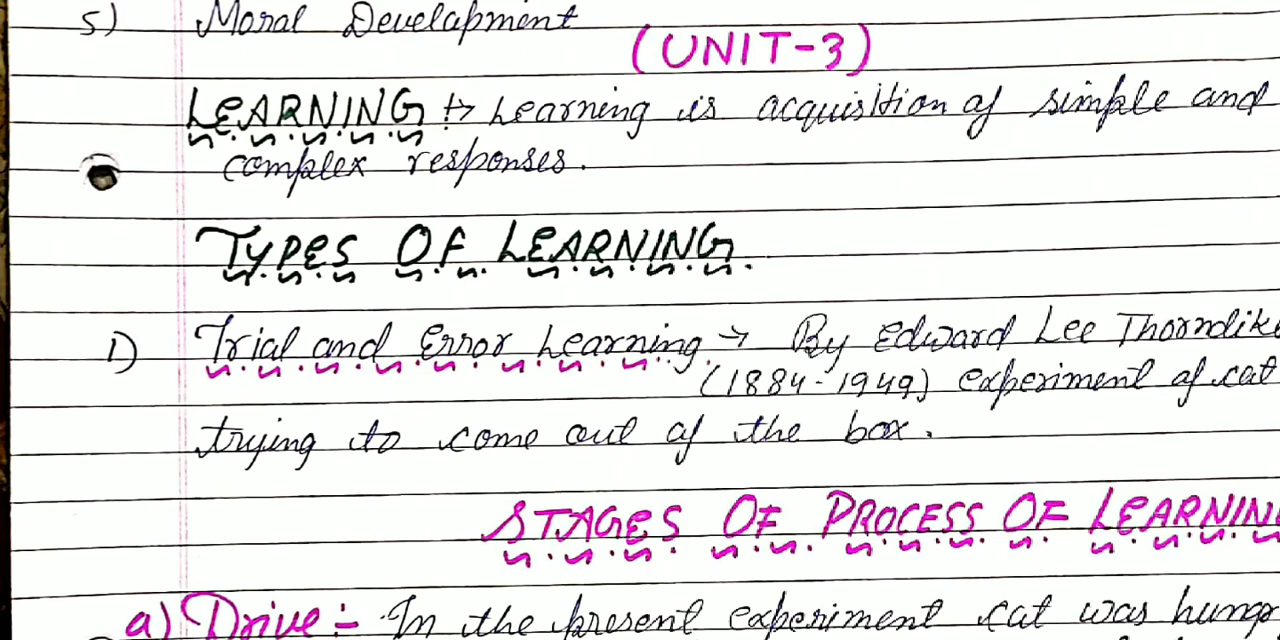 5) Moral Development
(UNIT-3)
LEARNING :→ Learning is acquisition of simple and
complex responses.
TYPES OF LEARNING.
1) Trial and Error Learning → By Edward Lee Thorndike
(1884-1949) experiment of cat
trying to come out of the box.
STAGES OF PROCESS OF LEARNIN
a) Drive :- In the present experiment cat was hung